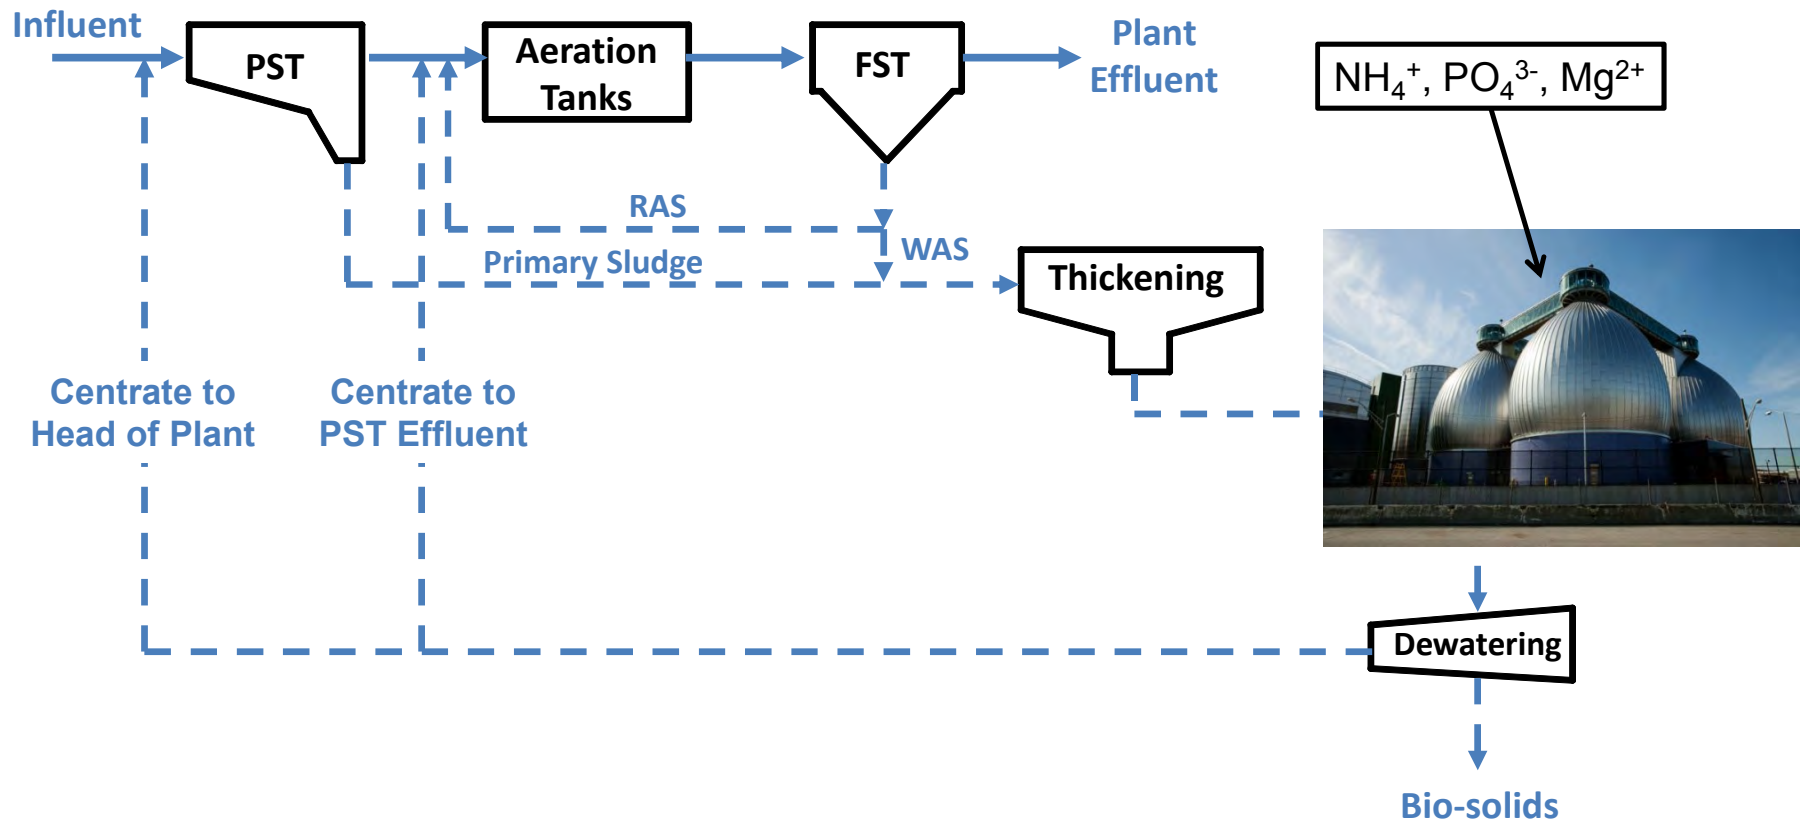 Influent
PST
Aeration
Tanks
FST
Plant
Effluent
NH₄⁺, PO₄³⁻, Mg²⁺
RAS
WAS
Primary Sludge
Thickening
Centrate to
Head of Plant
Centrate to
PST Effluent
Dewatering
Bio-solids